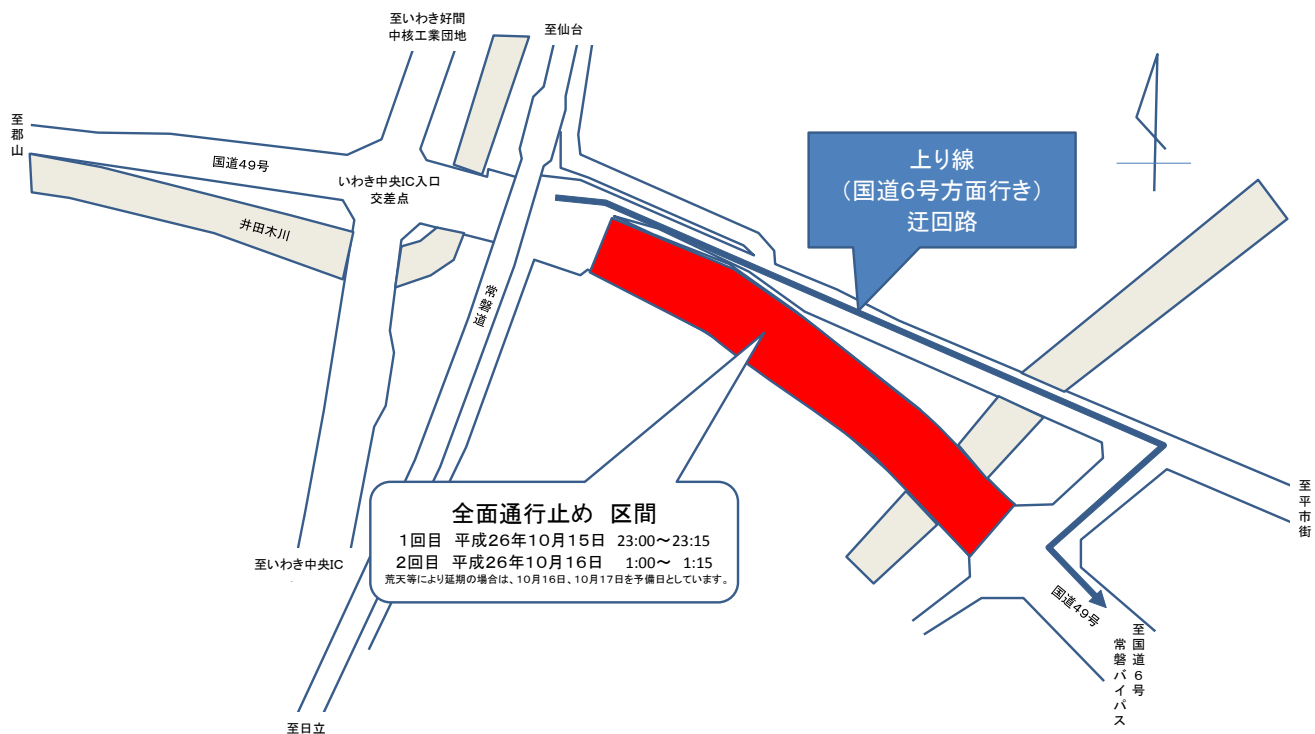 至いわき好間
中核工業団地
至仙台
至郡山
国道49号
いわき中央IC入口
交差点
井田木川
常磐道
上り線
(国道6号方面行き)
迂回路
全面通行止め 区間
1回目 平成26年10月15日 23:00～23:15
2回目 平成26年10月16日 1:00～ 1:15
荒天等により延期の場合は、10月16日、10月17日を予備日としています。
至いわき中央IC
至平市街
国道49号
至国道6号
常磐バイパス
至日立